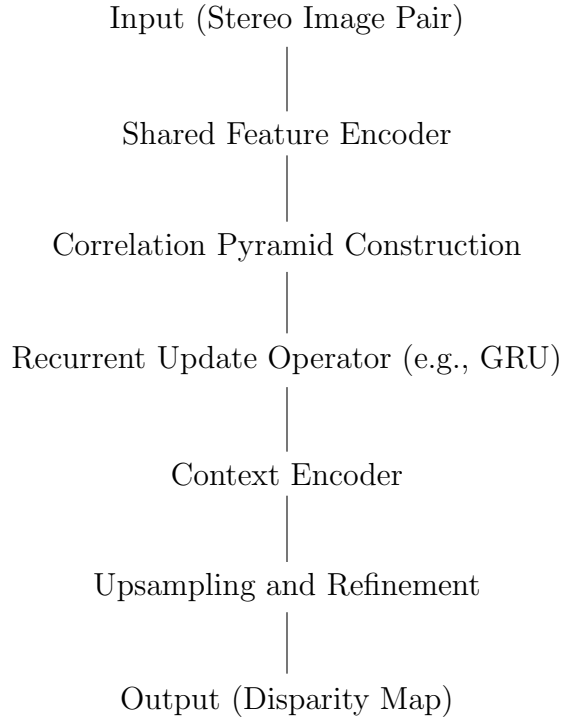 Input (Stereo Image Pair)
Shared Feature Encoder
Correlation Pyramid Construction
Recurrent Update Operator (e.g., GRU)
Context Encoder
Upsampling and Refinement
Output (Disparity Map)